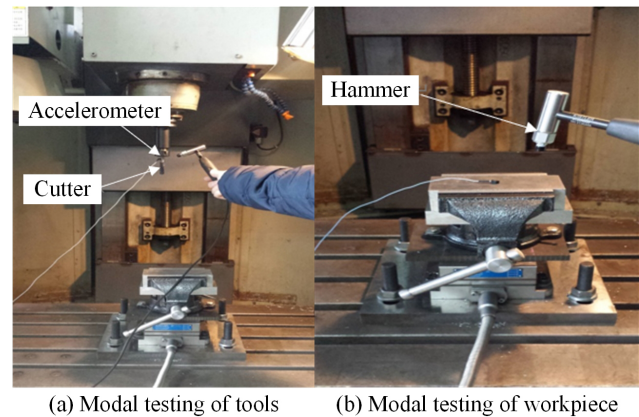 Accelerometer
Cutter
Hammer
(a) Modal testing of tools
(b) Modal testing of workpiece